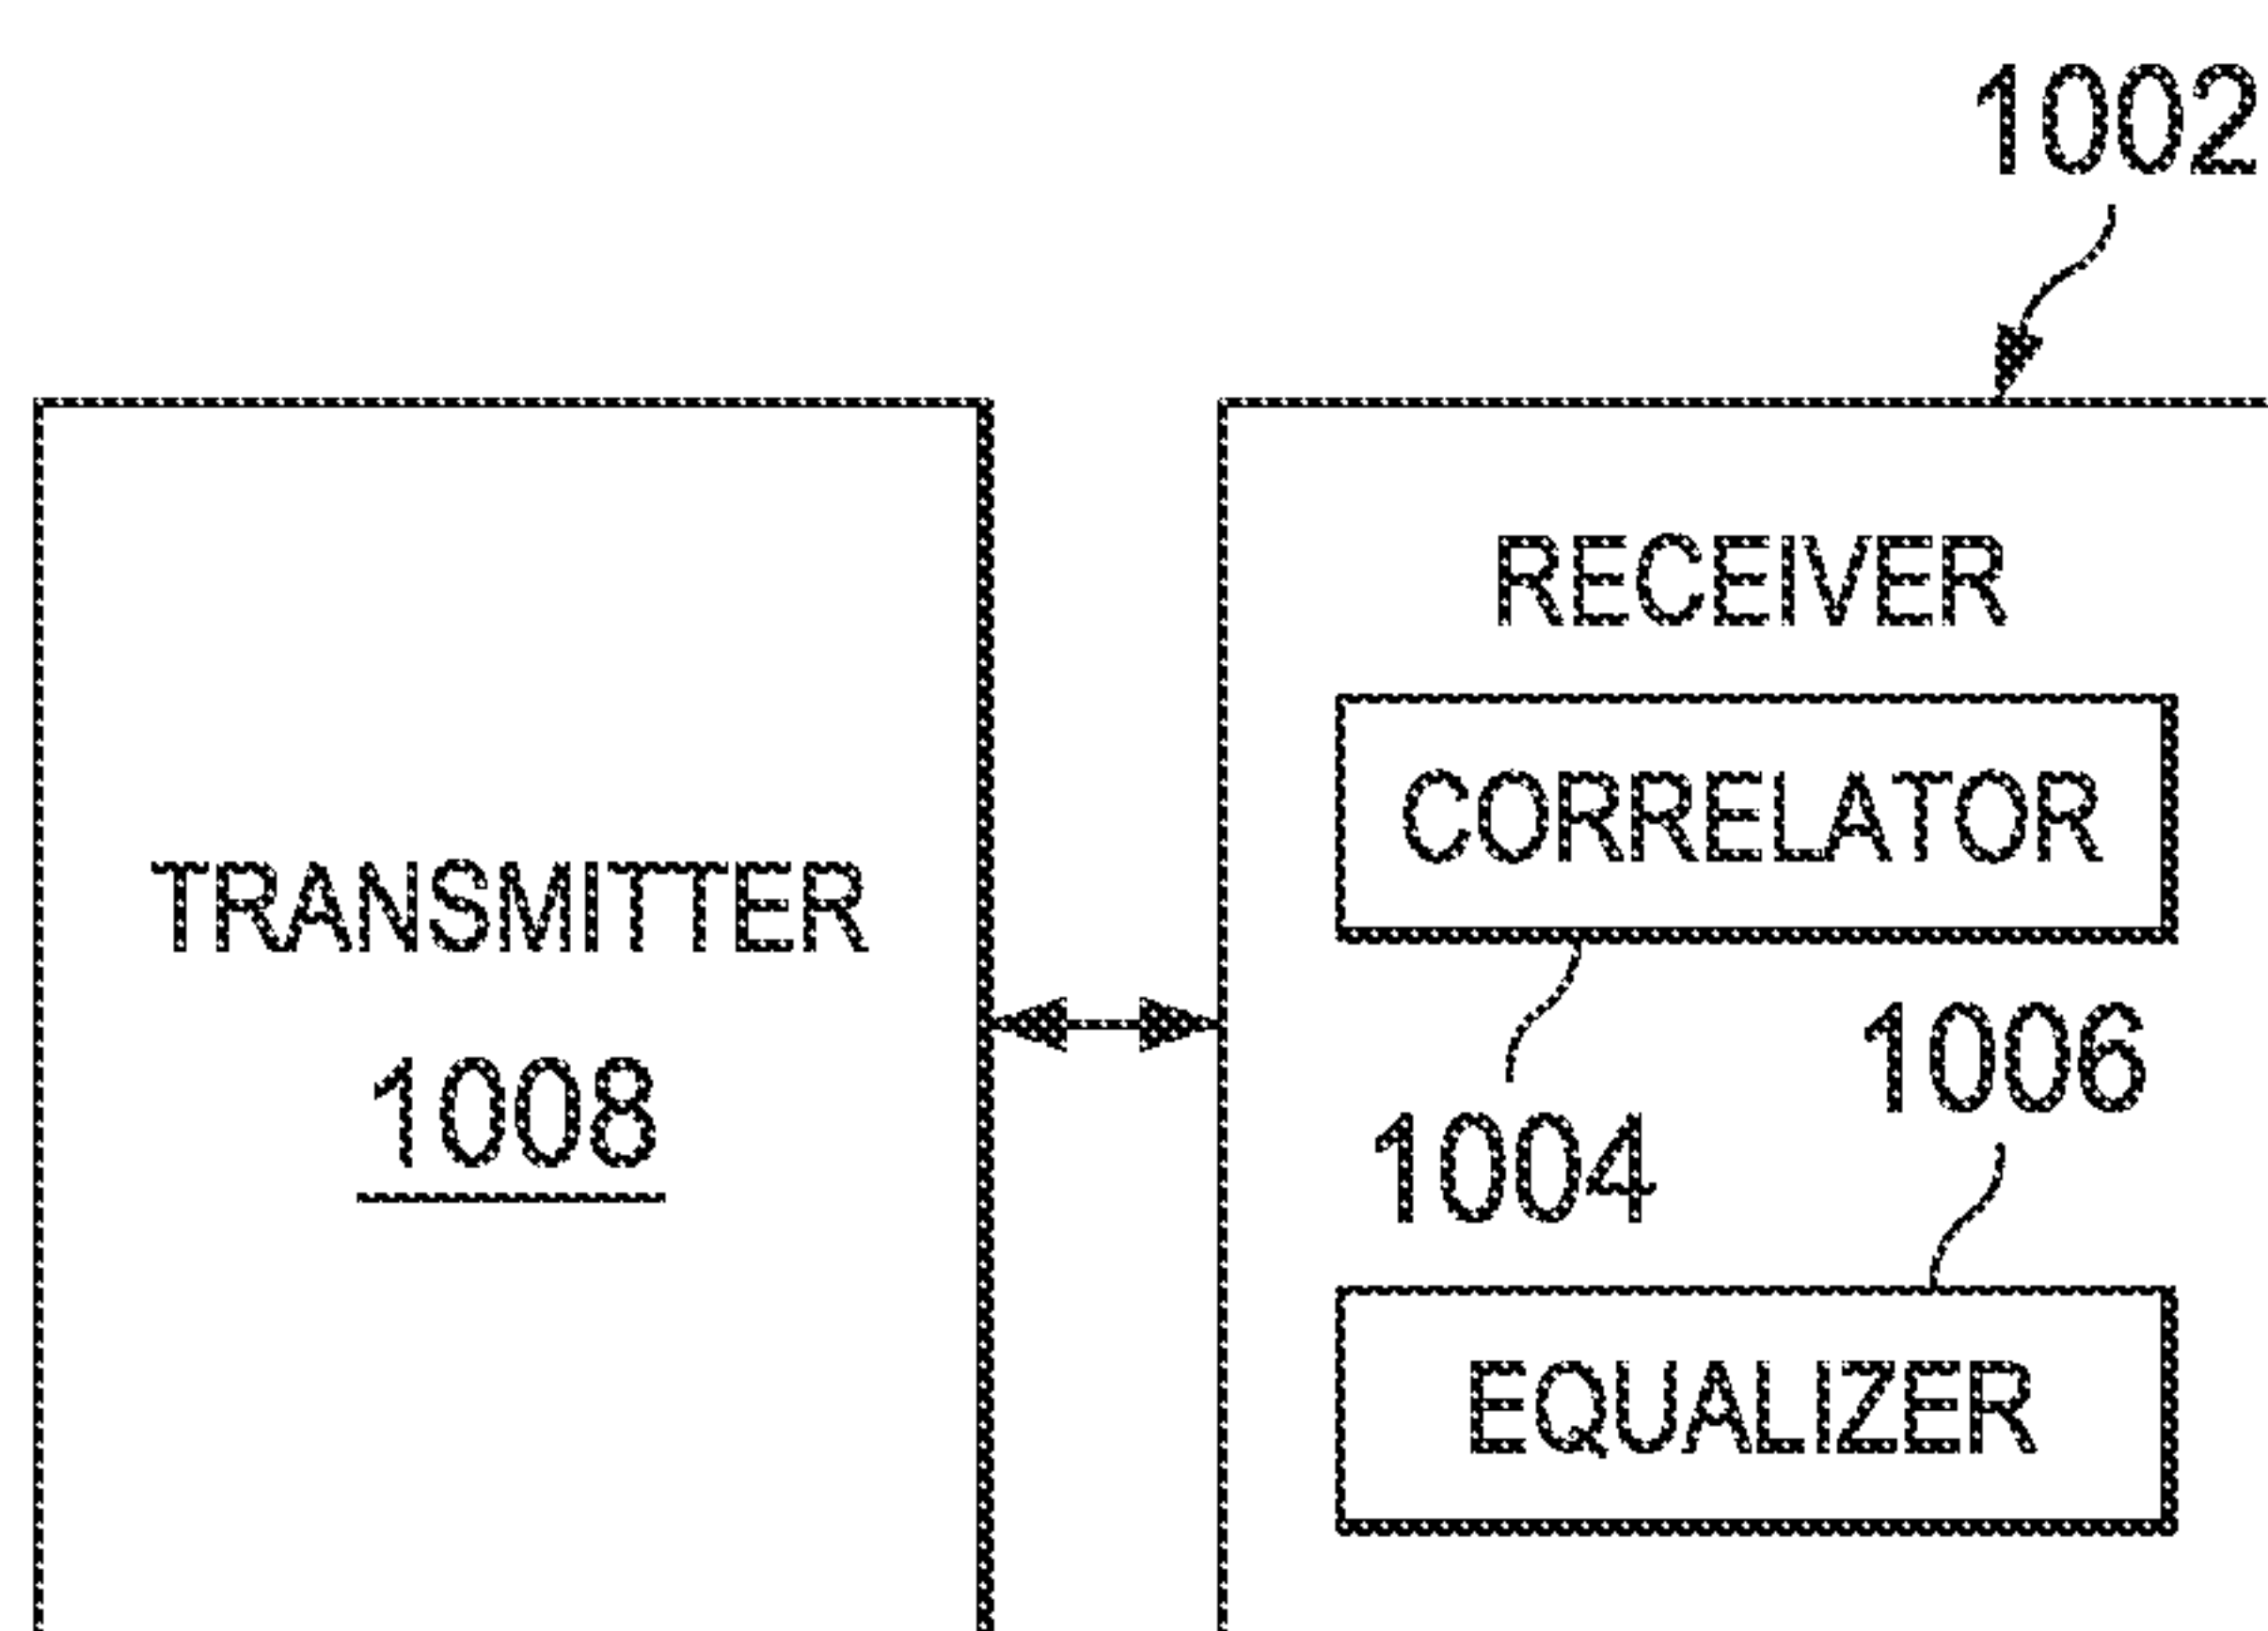 1002
RECEIVER
CORRELATOR
TRANSMITTER
1006
1008
1004
EQUALIZER